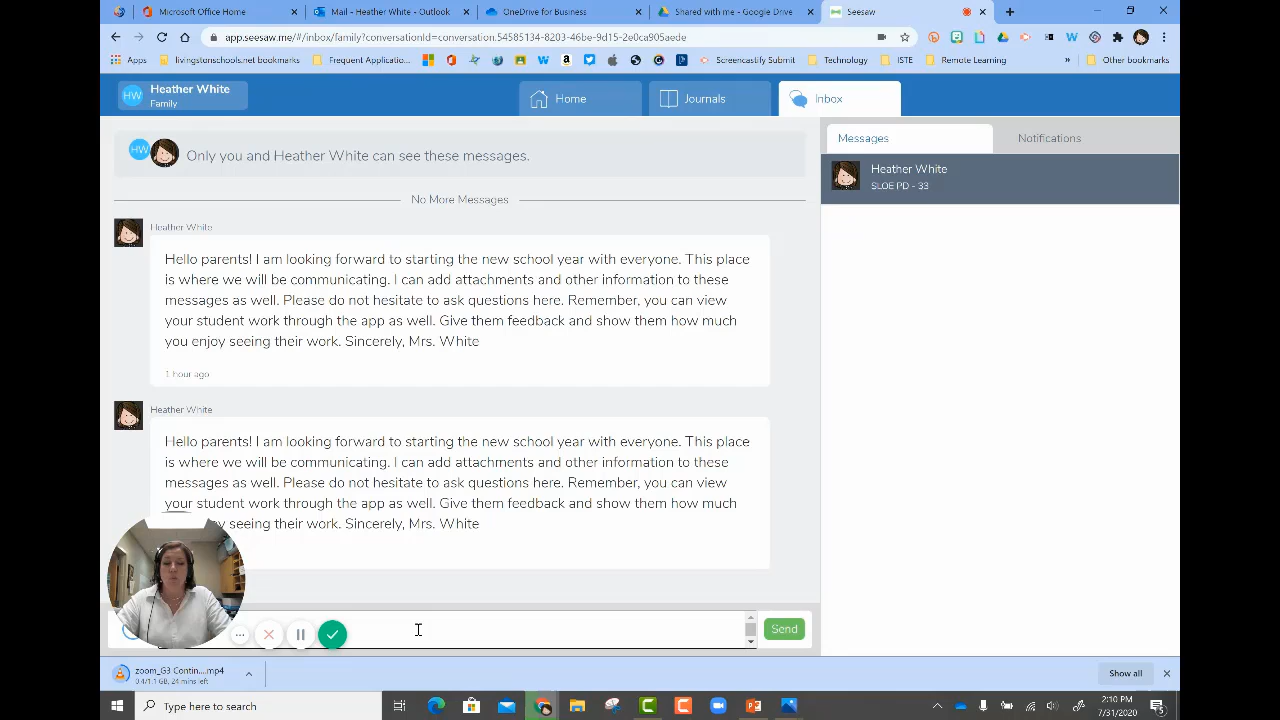 Microsoft Office Home
Mail - Heather White - Outlook
OneDrive for Business
Shared with me - Google Drive
Seesaw
app.seesaw.me/#/inbox/family?conversationId=conversation.54585134-8203-46be-9d15-2e0ca905aede
Apps
livingstonschools.net bookmarks
Frequent Application...
Screencastify Submit
Technology
ISTE
Remote Learning
»
Other bookmarks
HW
Heather White
Family
Home
Journals
Inbox
HW
Only you and Heather White can see these messages.
Messages
Notifications
Heather White
SLOE PD - 33
No More Messages
Heather White
Hello parents! I am looking forward to starting the new school year with everyone. This place
is where we will be communicating. I can add attachments and other information to these
messages as well. Please do not hesitate to ask questions here. Remember, you can view
your student work through the app as well. Give them feedback and show them how much
you enjoy seeing their work. Sincerely, Mrs. White
1 hour ago
Heather White
Hello parents! I am looking forward to starting the new school year with everyone. This place
is where we will be communicating. I can add attachments and other information to these
messages as well. Please do not hesitate to ask questions here. Remember, you can view
your student work through the app as well. Give them feedback and show them how much
seeing their work. Sincerely, Mrs. White
Send
zoom_G3 Contin....mp4
0.4/1.1 GB, 24 mins left
Show all
Type here to search
2:10 PM
7/31/2020